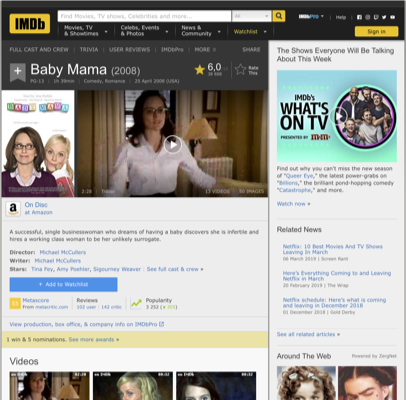 IMDb
Find Movies, TV shows, Celebrities and more...
All
IMDbPro
Help
Movies, TV
& Showtimes
Celebs, Events
& Photos
News &
Community
Watchlist
Sign in
FULL CAST AND CREW | TRIVIA | USER REVIEWS | IMDbPro | MORE
SHARE
Baby Mama (2008)
PG-13 | 1h 39min | Comedy, Romance | 25 April 2008 (USA)
6,0
Rate
This
BABY MAMA
2:28 | Trailer
13 VIDEOS
On Disc
at Amazon
A successful, single businesswoman who dreams of having a baby discovers she is infertile and
hires a working class woman to be her unlikely surrogate.
Director: Michael McCullers
Writer: Michael McCullers
Stars: Tina Fey, Amy Poehler, Sigourney Weaver | See full cast & crew »
+ Add to Watchlist
Metascore
From metacritic.com
Reviews
102 user | 142 critic
Popularity
View production, box office, & company info on IMDbPro
1 win & 5 nominations. See more awards »
Videos
The Shows Everyone Will Be Talking
About This Week
IMDb's
WHAT'S
ON TV
PRESENTED BY m&m's
Find out why you can't miss the new season
of "Queer Eye," the latest power-grabs on
"Billions," the brilliant pond-hopping comedy
"Catastrophe," and more.
Watch now »
Related News
Netflix: 10 Best Movies And TV Shows
Leaving In March
06 March 2019 | Screen Rant
Here's Everything Coming to and Leaving
Netflix in March
20 February 2019 | The Wrap
Netflix schedule: Here's what is coming
and leaving in December
01 December 2018 | Gold Derby
See all related articles »
Around The Web
Powered by ZergNet